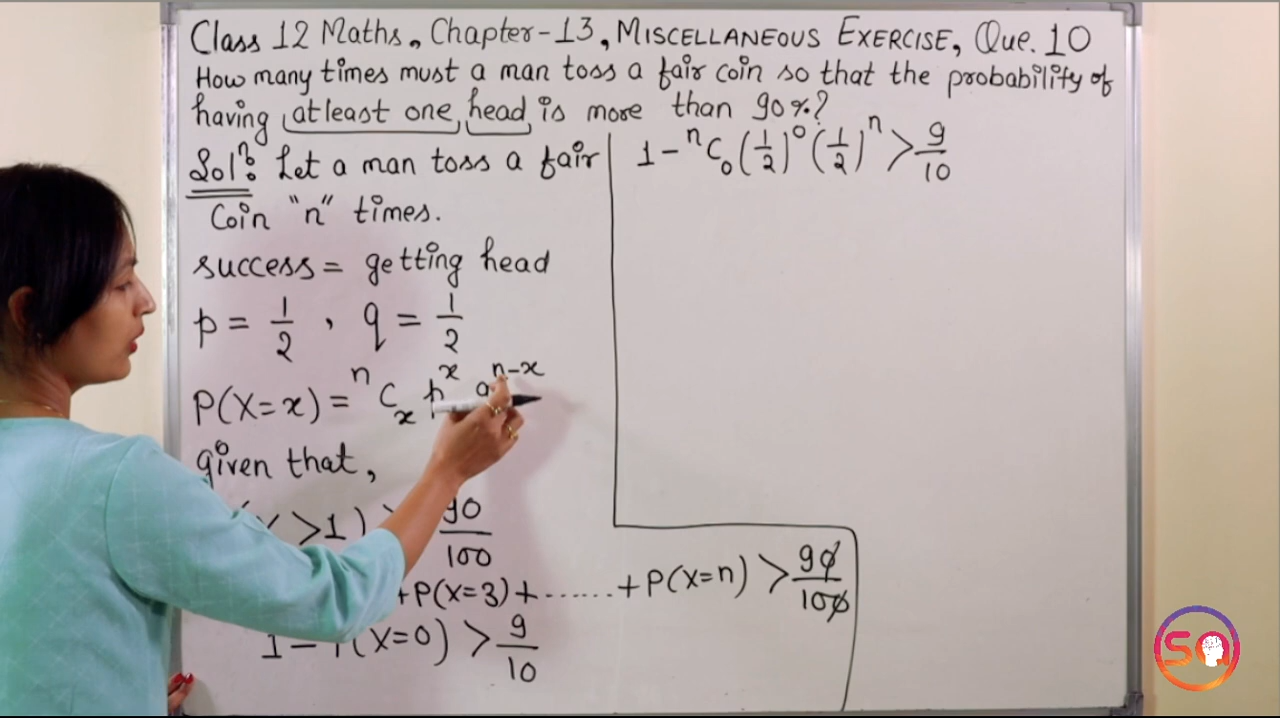 Class 12 Maths, Chapter-13, MISCELLANEOUS EXERCISE, Que. 10
How many times must a man toss a fair coin so that the probability of
having atleast one head is more than 90%?
Solⁿ: Let a man toss a fair
coin "n" times.
success = getting head
p = 1/2 , q = 1/2
P(X=x) = ⁿCₓ pˣ qⁿ⁻ˣ
given that,
>1) > 90/100
+P(X=3)+......+P(X=n) > 90/100
1-P(X=0) > 9/10
1-ⁿC₀(1/2)⁰(1/2)ⁿ > 9/10
SQ